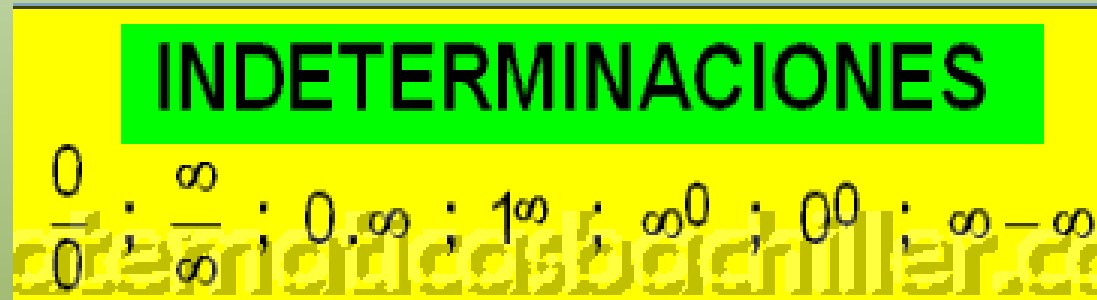 INDETERMINACIONES
0/0 ; ∞/∞ ; 0.∞ ; 1^∞ ; ∞^0 ; 0^0 ; ∞−∞